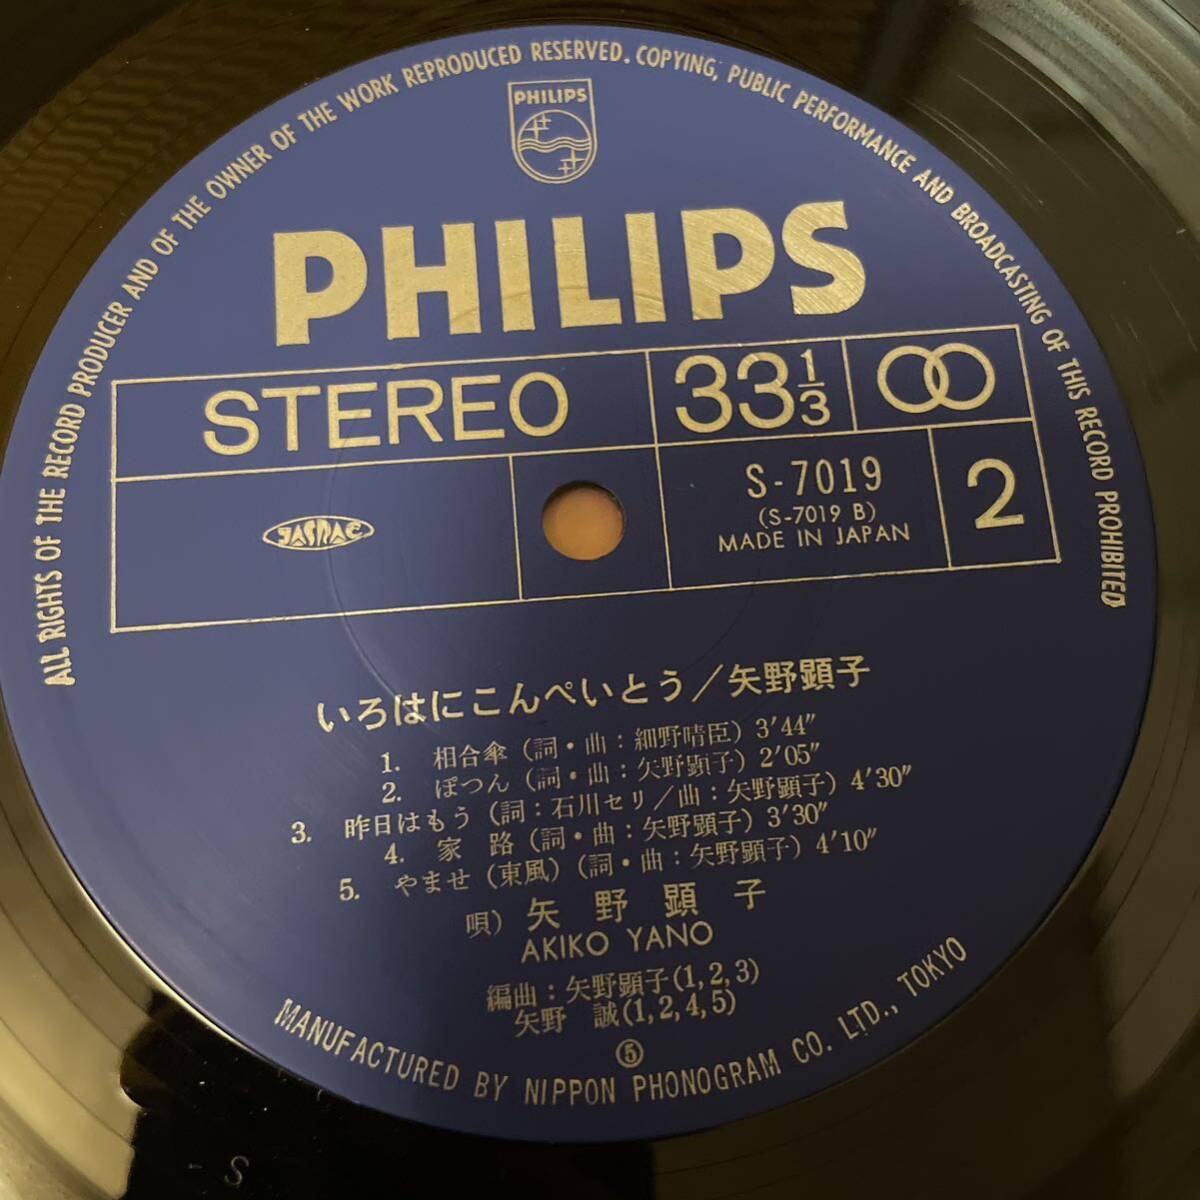 ALL RIGHTS OF THE RECORD PRODUCER AND OF THE OWNER OF THE WORK REPRODUCED RESERVED. COPYING, PUBLIC PERFORMANCE AND BROADCASTING OF THIS RECORD PROHIBITED
PHILIPS
PHILIPS
STEREO 33 1/3
JASRAC
S-7019
(S-7019 B)
MADE IN JAPAN
2
いろはにこんぺいとう/矢野顕子
1. 相合傘(詞・曲:細野晴臣)3′44″
2. ぽつん(詞・曲:矢野顕子)2′05″
3. 昨日はもう(詞:石川セリ/曲:矢野顕子)4′30″
4. 家 路(詞・曲:矢野顕子)3′30″
5. やませ(東風)(詞・曲:矢野顕子)4′10″
唄) 矢 野 顕 子
AKIKO YANO
編曲:矢野顕子(1,2,3)
矢野 誠(1,2,4,5)
⑤
MANUFACTURED BY NIPPON PHONOGRAM CO. LTD., TOKYO
S